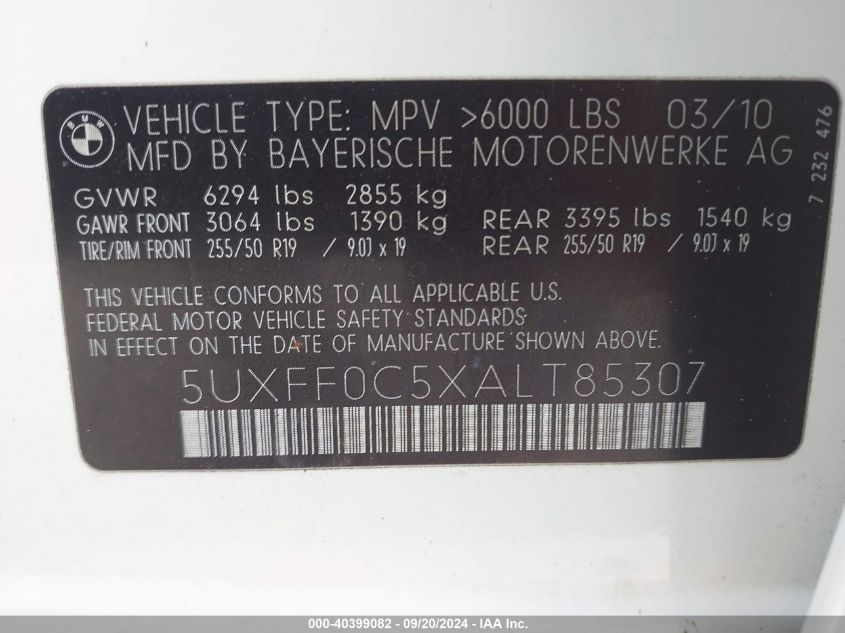 BMW
VEHICLE TYPE: MPV >6000 LBS 03/10
MFD BY BAYERISCHE MOTORENWERKE AG
7 232 476
GVWR 6294 lbs 2855 kg
GAWR FRONT 3064 lbs 1390 kg REAR 3395 lbs 1540 kg
TIRE/RIM FRONT 255/50 R19 / 9.0J x 19 REAR 255/50 R19 / 9.0J x 19
THIS VEHICLE CONFORMS TO ALL APPLICABLE U.S.
FEDERAL MOTOR VEHICLE SAFETY STANDARDS
IN EFFECT ON THE DATE OF MANUFACTURE SHOWN ABOVE.
5UXFF0C5XALT85307
000-40399082 - 09/20/2024 - IAA Inc.